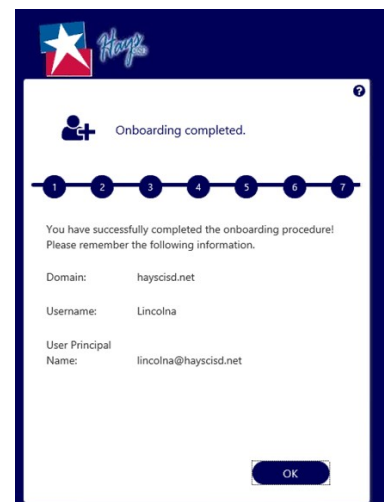 Hays
CISD
?
Onboarding completed.
1 2 3 4 5 6 7
You have successfully completed the onboarding procedure!
Please remember the following information.
Domain: hayscisd.net
Username: Lincolna
User Principal
Name: lincolna@hayscisd.net
OK